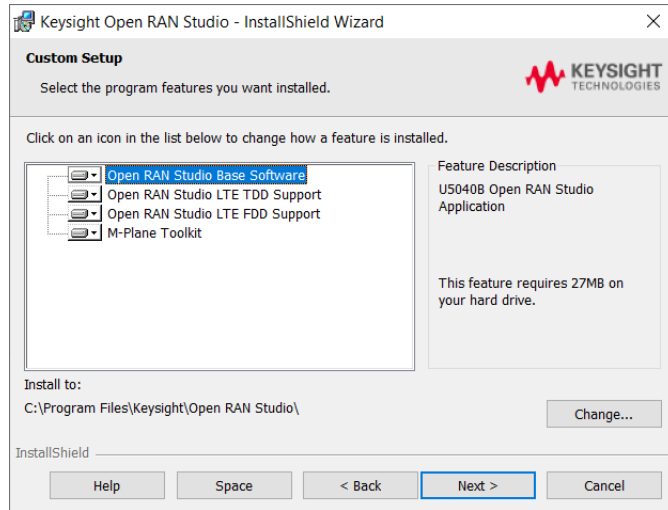 Keysight Open RAN Studio - InstallShield Wizard
Custom Setup
Select the program features you want installed.
KEYSIGHT
TECHNOLOGIES
Click on an icon in the list below to change how a feature is installed.
Open RAN Studio Base Software
Open RAN Studio LTE TDD Support
Open RAN Studio LTE FDD Support
M-Plane Toolkit
Feature Description
U5040B Open RAN Studio
Application
This feature requires 27MB on
your hard drive.
Install to:
C:\Program Files\Keysight\Open RAN Studio\
Change...
InstallShield
Help
Space
< Back
Next >
Cancel